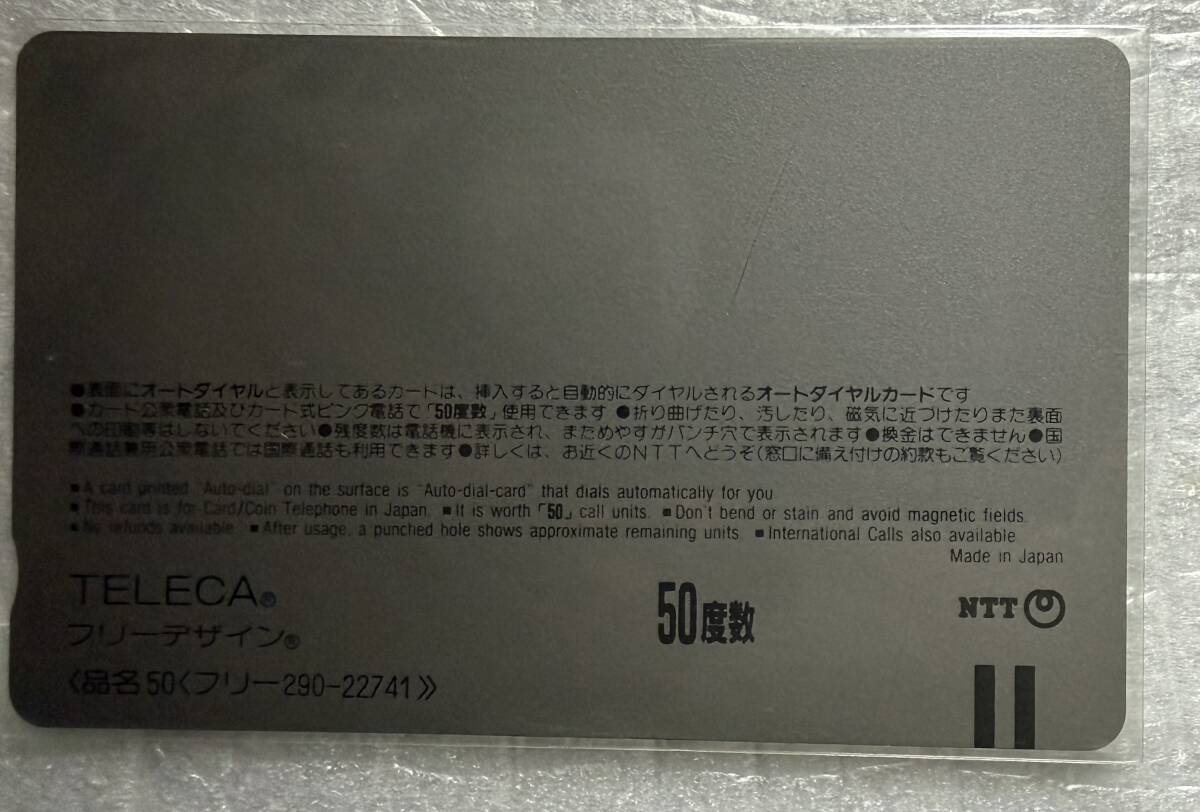 ●表面にオートダイヤルと表示してあるカードは、挿入すると自動的にダイヤルされるオートダイヤルカードです
●カード公衆電話及びカード式ピンク電話で「50度数」使用できます ●折り曲げたり、汚したり、磁気に近づけたりまた裏面
への印刷等はしないでください●残度数は電話機に表示され、まためやすがパンチ穴で表示されます●換金はできません●国
際通話兼用公衆電話では国際通話も利用できます●詳しくは、お近くのNTTへどうぞ(窓口に備え付けの約款もご覧ください)
■A card printed "Auto-dial" on the surface is "Auto-dial-card" that dials automatically for you
■This card is for Card/Coin Telephone in Japan. ■It is worth「50」call units. ■Don't bend or stain and avoid magnetic fields.
■No refunds available. ■After usage, a punched hole shows approximate remaining units ■International Calls also available
Made in Japan
TELECA®
フリーデザイン®
50度数
NTT
《品名50〈フリー290-22741》